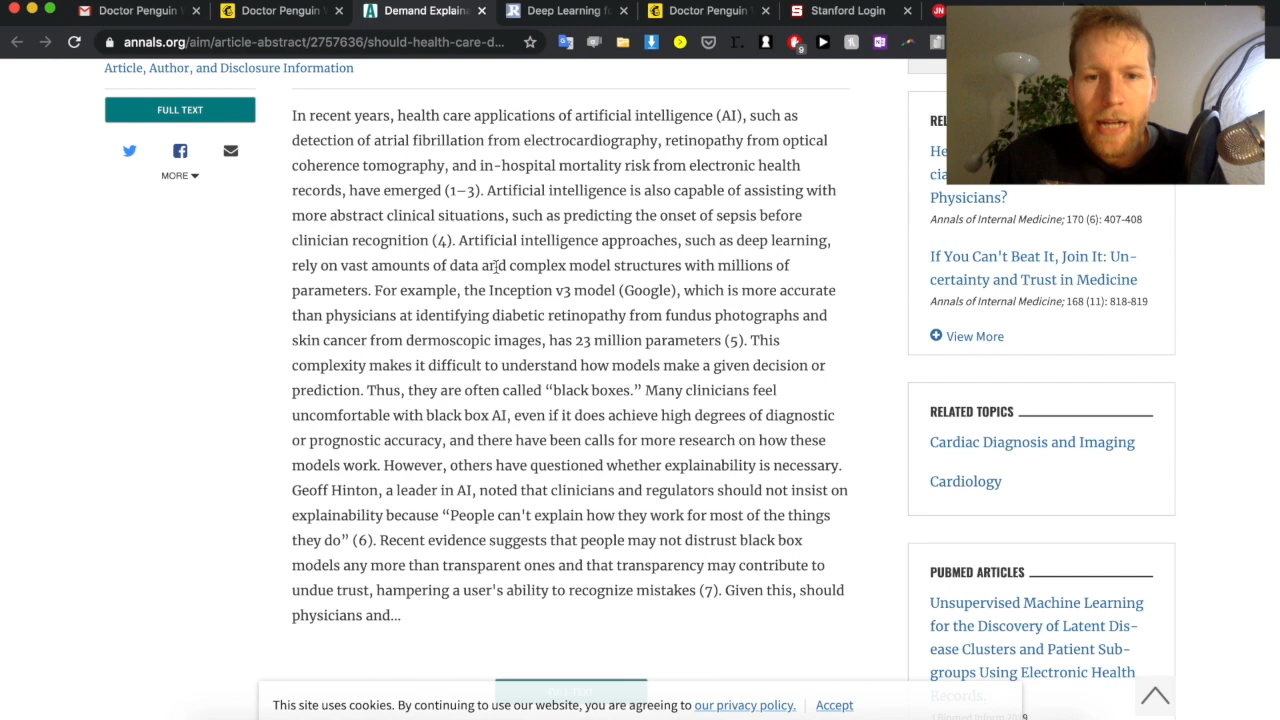 Doctor Penguin
Doctor Penguin
Demand Explain
Deep Learning fo
Doctor Penguin
Stanford Login
JN
annals.org/aim/article-abstract/2757636/should-health-care-d...
9
Article, Author, and Disclosure Information
FULL TEXT
MORE
In recent years, health care applications of artificial intelligence (AI), such as
detection of atrial fibrillation from electrocardiography, retinopathy from optical
coherence tomography, and in-hospital mortality risk from electronic health
records, have emerged (1–3). Artificial intelligence is also capable of assisting with
more abstract clinical situations, such as predicting the onset of sepsis before
clinician recognition (4). Artificial intelligence approaches, such as deep learning,
rely on vast amounts of data and complex model structures with millions of
parameters. For example, the Inception v3 model (Google), which is more accurate
than physicians at identifying diabetic retinopathy from fundus photographs and
skin cancer from dermoscopic images, has 23 million parameters (5). This
complexity makes it difficult to understand how models make a given decision or
prediction. Thus, they are often called “black boxes.” Many clinicians feel
uncomfortable with black box AI, even if it does achieve high degrees of diagnostic
or prognostic accuracy, and there have been calls for more research on how these
models work. However, others have questioned whether explainability is necessary.
Geoff Hinton, a leader in AI, noted that clinicians and regulators should not insist on
explainability because “People can't explain how they work for most of the things
they do” (6). Recent evidence suggests that people may not distrust black box
models any more than transparent ones and that transparency may contribute to
undue trust, hampering a user's ability to recognize mistakes (7). Given this, should
physicians and...
REL
He
cia
Physicians?
Annals of Internal Medicine; 170 (6): 407-408
If You Can't Beat It, Join It: Un-
certainty and Trust in Medicine
Annals of Internal Medicine; 168 (11): 818-819
View More
RELATED TOPICS
Cardiac Diagnosis and Imaging
Cardiology
PUBMED ARTICLES
Unsupervised Machine Learning
for the Discovery of Latent Dis-
ease Clusters and Patient Sub-
groups Using Electronic Health
Records.
FULL TEXT
This site uses cookies. By continuing to use our website, you are agreeing to our privacy policy. | Accept